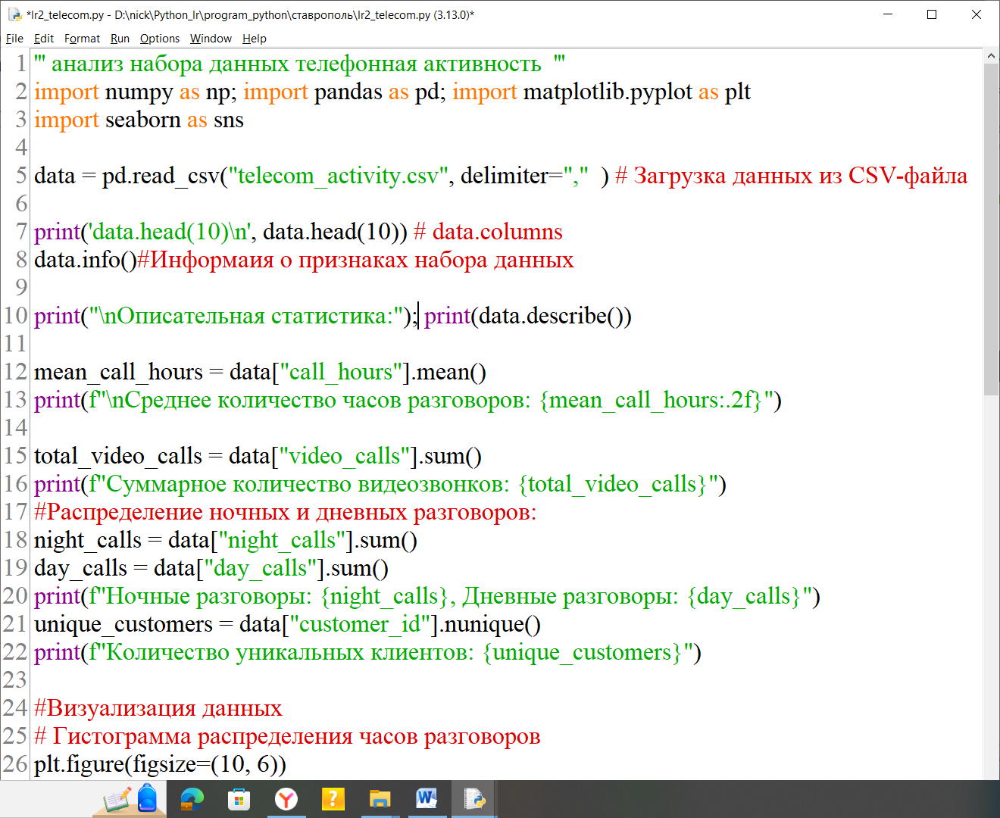 *lr2_telecom.py - D:\nick\Python_lr\program_python\ставрополь\lr2_telecom.py (3.13.0)*
File Edit Format Run Options Window Help
1 ''' анализ набора данных телефонная активность '''
2 import numpy as np; import pandas as pd; import matplotlib.pyplot as plt
3 import seaborn as sns
4
5 data = pd.read_csv("telecom_activity.csv", delimiter=","  ) # Загрузка данных из CSV-файла
6
7 print('data.head(10)\n', data.head(10)) # data.columns
8 data.info()#Информаия о признаках набора данных
9
10 print("\nОписательная статистика:"); print(data.describe())
11
12 mean_call_hours = data["call_hours"].mean()
13 print(f"\nСреднее количество часов разговоров: {mean_call_hours:.2f}")
14
15 total_video_calls = data["video_calls"].sum()
16 print(f"Суммарное количество видеозвонков: {total_video_calls}")
17 #Распределение ночных и дневных разговоров:
18 night_calls = data["night_calls"].sum()
19 day_calls = data["day_calls"].sum()
20 print(f"Ночные разговоры: {night_calls}, Дневные разговоры: {day_calls}")
21 unique_customers = data["customer_id"].nunique()
22 print(f"Количество уникальных клиентов: {unique_customers}")
23
24 #Визуализация данных
25 # Гистограмма распределения часов разговоров
26 plt.figure(figsize=(10, 6))